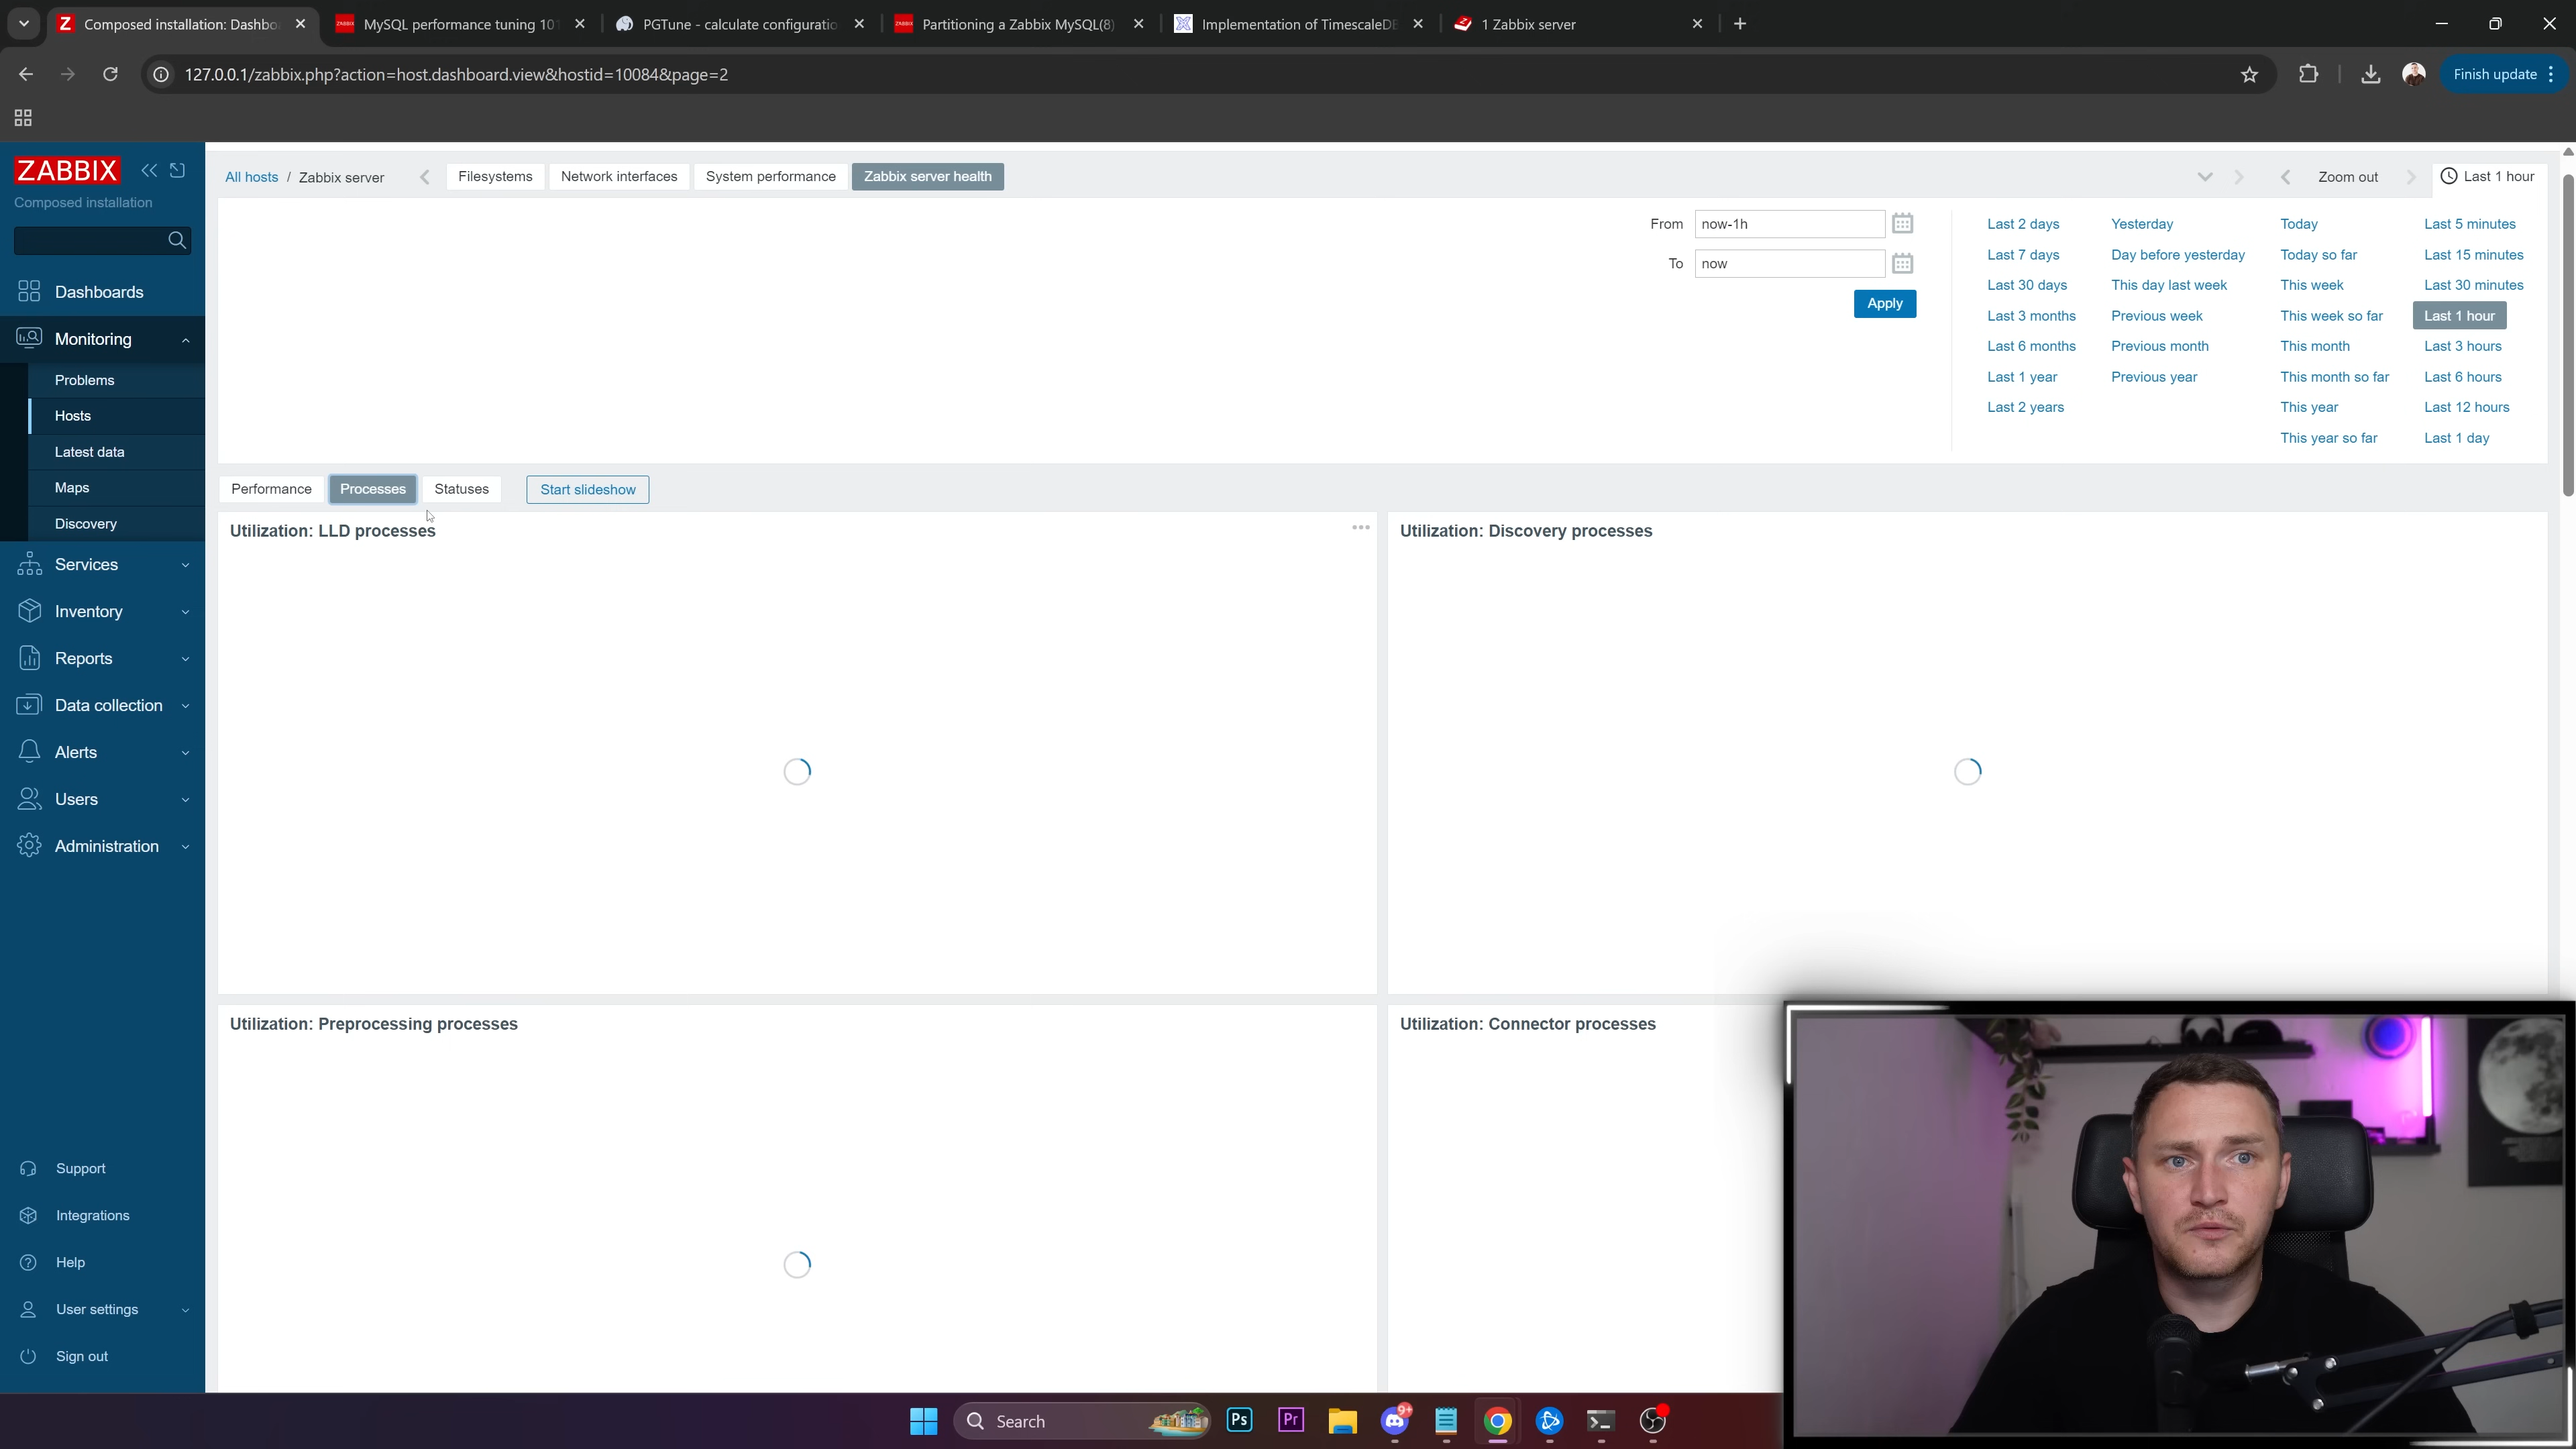 Composed installation: Dashbo
MySQL performance tuning 101
PGTune - calculate configuratio
Partitioning a Zabbix MySQL(8)
Implementation of TimescaleDB
1 Zabbix server
127.0.0.1/zabbix.php?action=host.dashboard.view&hostid=10084&page=2
Finish update
ZABBIX
Composed installation
Dashboards
Monitoring
Problems
Hosts
Latest data
Maps
Discovery
Services
Inventory
Reports
Data collection
Alerts
Users
Administration
Support
Integrations
Help
User settings
Sign out
All hosts / Zabbix server
Filesystems
Network interfaces
System performance
Zabbix server health
Zoom out
Last 1 hour
From now-1h
To now
Apply
Last 2 days Yesterday Today Last 5 minutes
Last 7 days Day before yesterday Today so far Last 15 minutes
Last 30 days This day last week This week Last 30 minutes
Last 3 months Previous week This week so far Last 1 hour
Last 6 months Previous month This month Last 3 hours
Last 1 year Previous year This month so far Last 6 hours
Last 2 years This year Last 12 hours
This year so far Last 1 day
Performance Processes Statuses Start slideshow
Utilization: LLD processes
Utilization: Discovery processes
Utilization: Preprocessing processes
Utilization: Connector processes
Search
Ps
Pr
9+